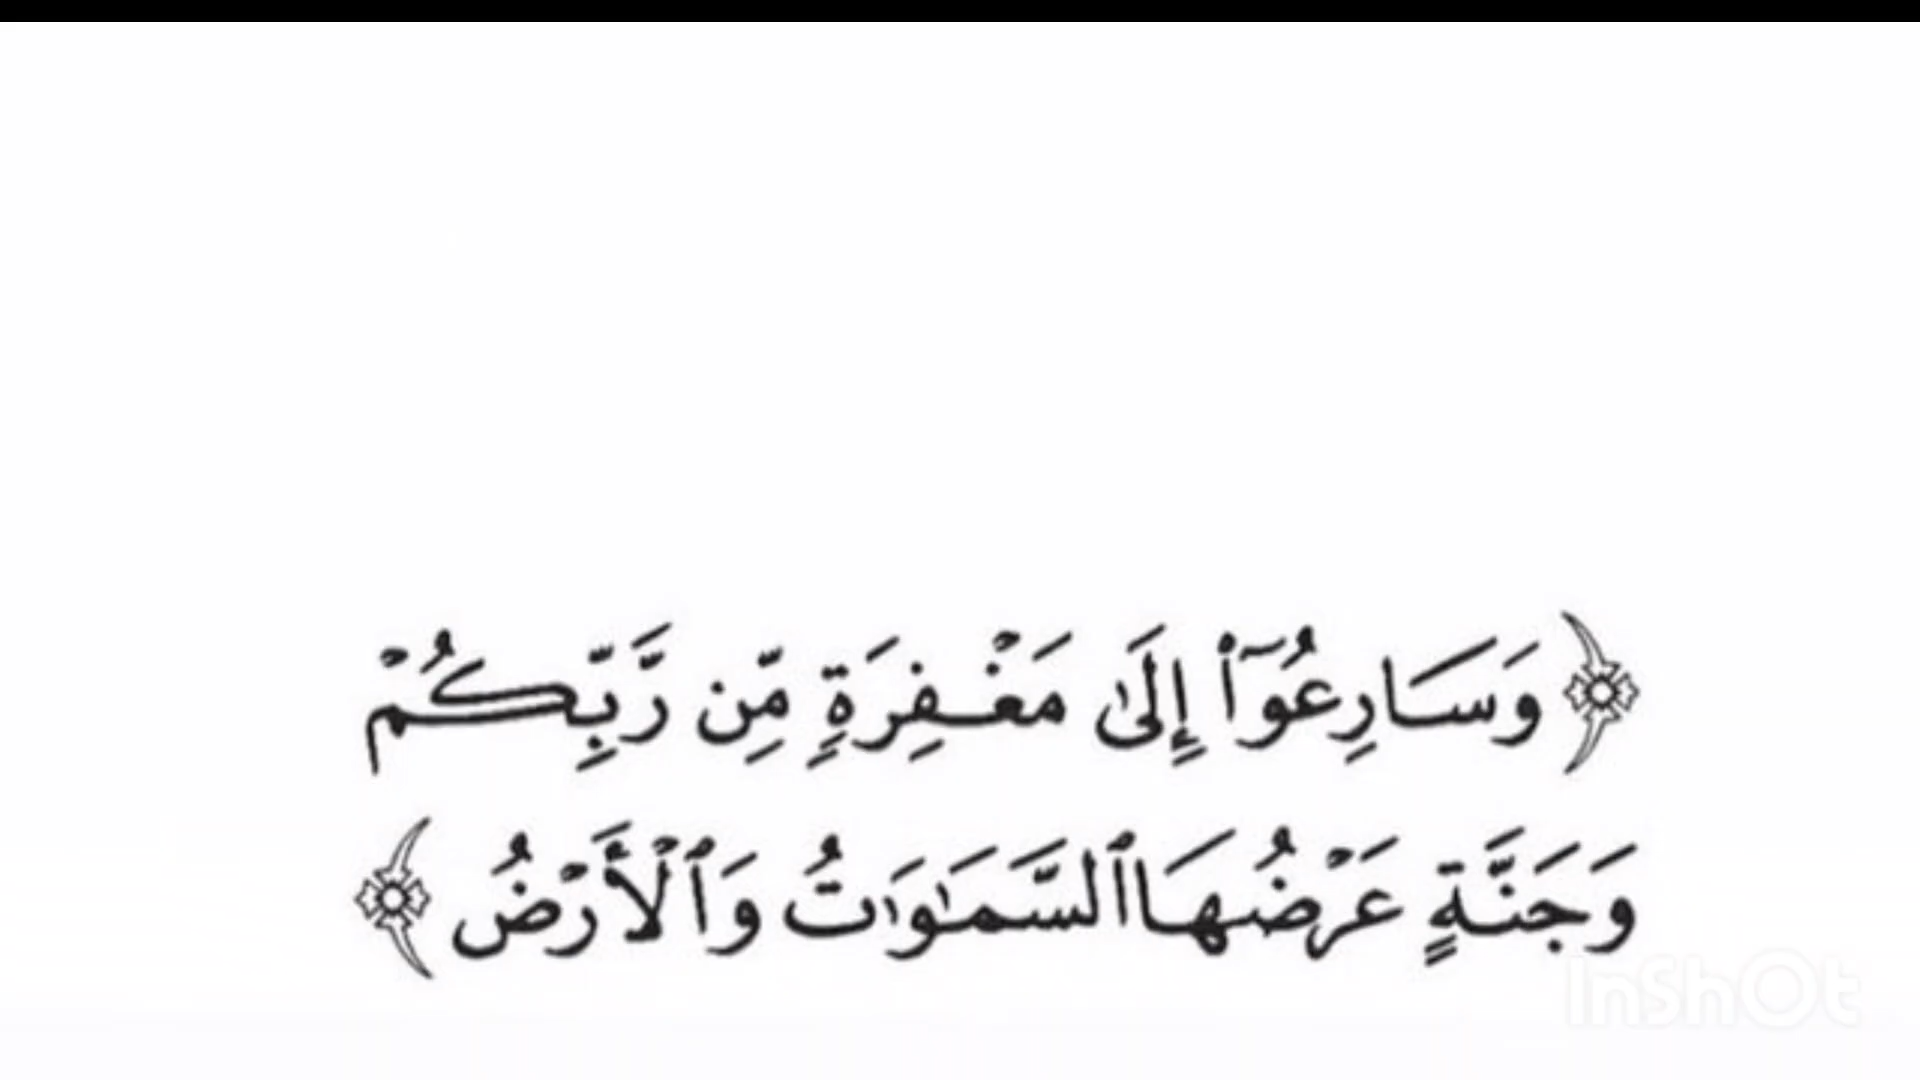 ﴿وَسَارِعُوٓا۟ إِلَىٰ مَغْفِرَةٍ مِّن رَّبِّكُمْ
وَجَنَّةٍ عَرْضُهَا ٱلسَّمَـٰوَٰتُ وَٱلْأَرْضُ﴾
InShOt